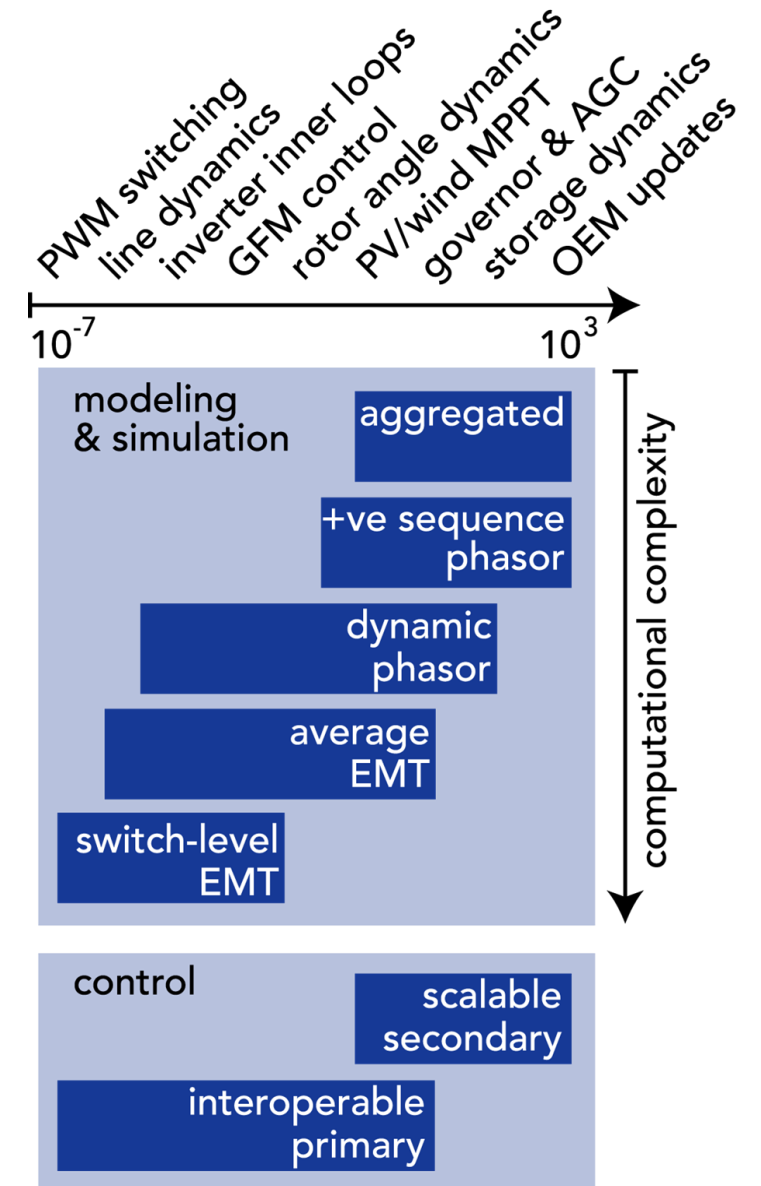 PWM switching
line dynamics
inverter inner loops
GFM control
rotor angle dynamics
PV/wind MPPT
governor & AGC
storage dynamics
OEM updates
10⁻⁷
10³
modeling
& simulation
aggregated
+ve sequence
phasor
dynamic
phasor
average
EMT
switch-level
EMT
computational complexity
control
scalable
secondary
interoperable
primary